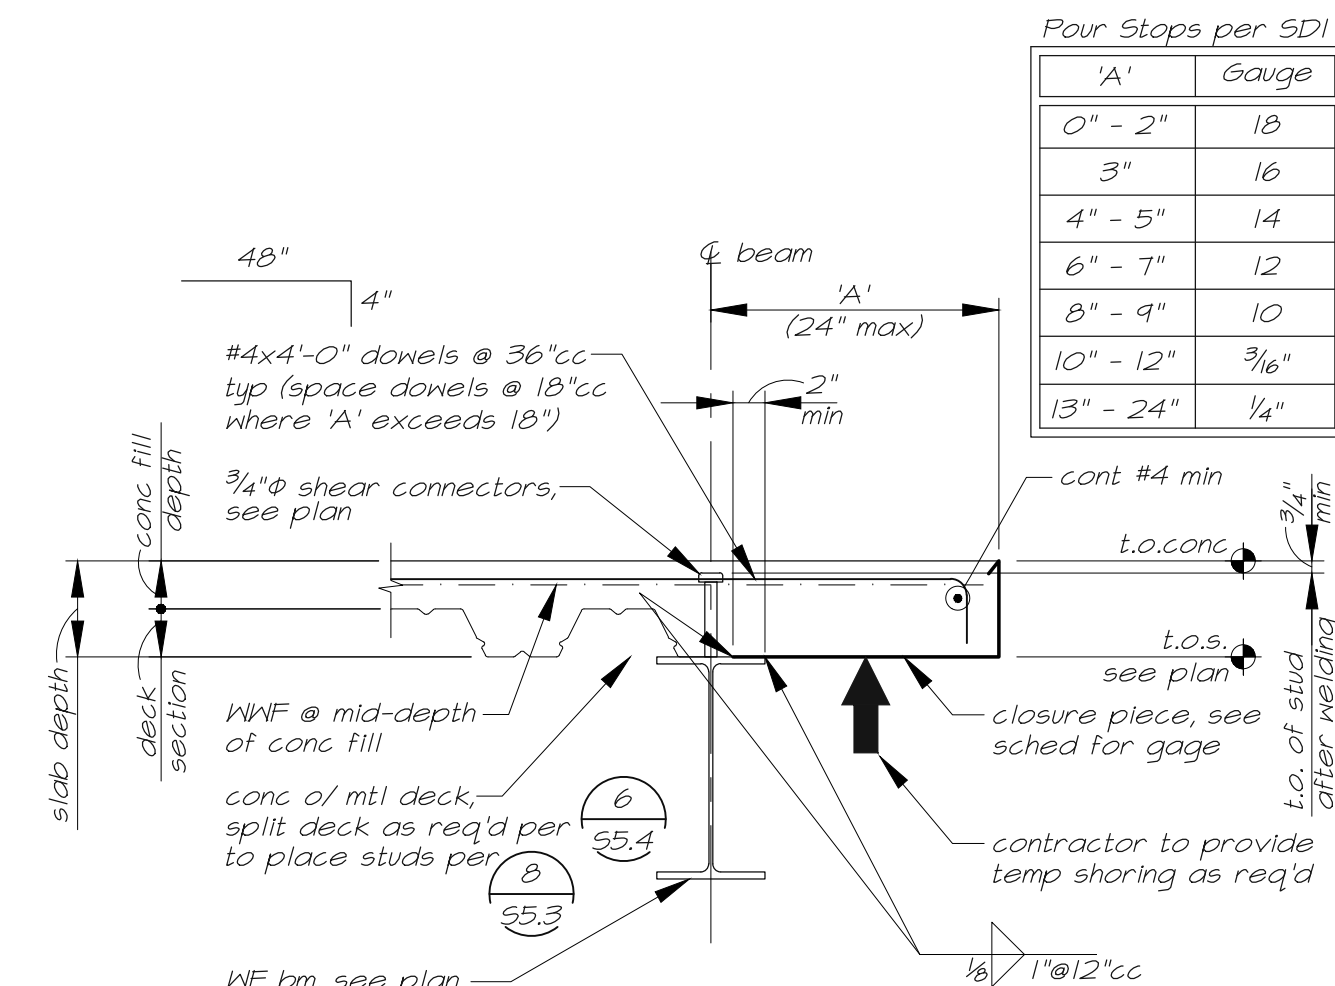 Pour Stops per SDI
'A' Gauge
0" - 2" 18
3" 16
4" - 5" 14
6" - 7" 12
8" - 9" 10
10" - 12" 3/16"
13" - 24" 1/4"
48"
4"
℄ beam
'A'
(24" max)
2"
min
#4x4'-0" dowels @ 36"cc
typ (space dowels @ 18"cc
where 'A' exceeds 18")
3/4"Φ shear connectors,
see plan
conc fill
depth
slab depth
deck
section
cont #4 min
t.o.conc
t.o.s.
see plan
3/4"
min
t.o. of stud
after welding
WWF @ mid-depth
of conc fill
conc o/ mtl deck,
split deck as req'd per
to place studs per
6
S5.4
8
S5.3
closure piece, see
sched for gage
contractor to provide
temp shoring as req'd
1/8 1"@12"cc
WF bm, see plan